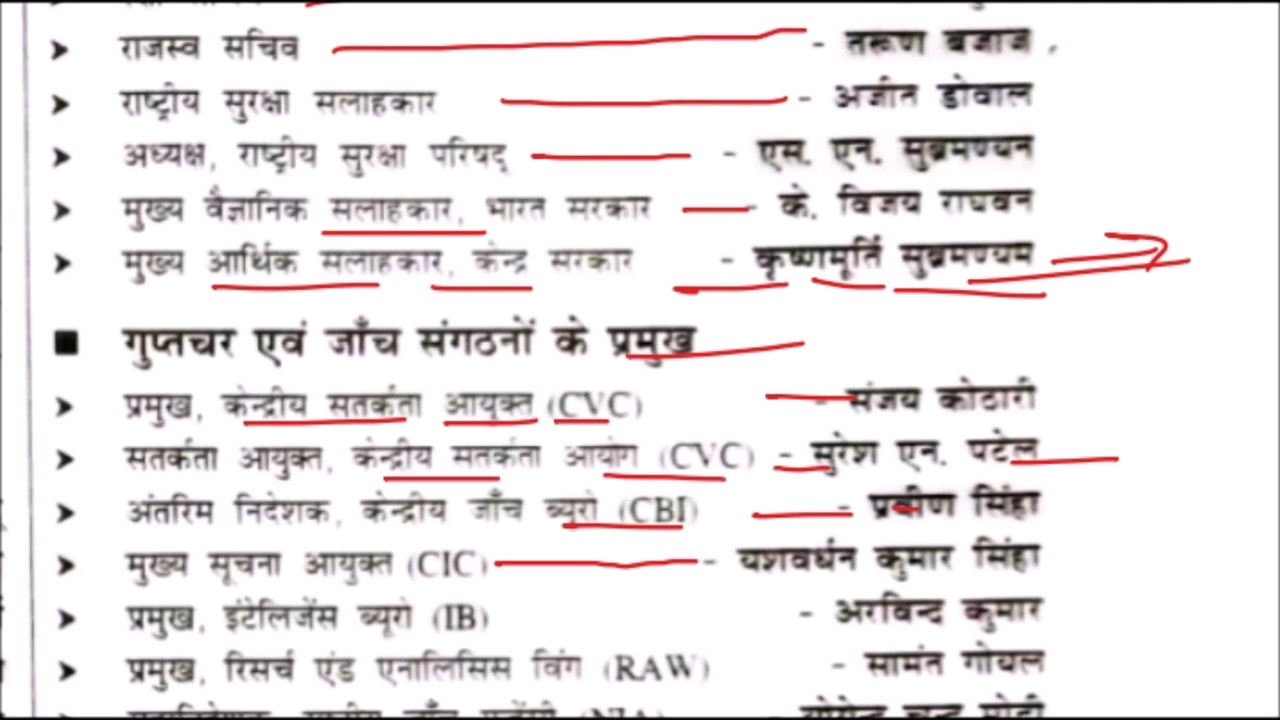 ➤ राजस्व सचिव - तरूण बजाज
➤ राष्ट्रीय सुरक्षा सलाहकार - अजीत डोवाल
➤ अध्यक्ष, राष्ट्रीय सुरक्षा परिषद् - एस. एन. सुब्रमण्यन
➤ मुख्य वैज्ञानिक सलाहकार, भारत सरकार - के. विजय राघवन
➤ मुख्य आर्थिक सलाहकार, केन्द्र सरकार - कृष्णमूर्ति सुब्रमण्यम
■ गुप्तचर एवं जाँच संगठनों के प्रमुख
➤ प्रमुख, केन्द्रीय सतर्कता आयुक्त (CVC) - संजय कोठारी
➤ सतर्कता आयुक्त, केन्द्रीय सतर्कता आयोग (CVC) - सुरेश एन. पटेल
➤ अंतरिम निदेशक, केन्द्रीय जाँच ब्यूरो (CBI) - प्रवीण सिंहा
➤ मुख्य सूचना आयुक्त (CIC) - यशवर्धन कुमार सिंहा
➤ प्रमुख, इंटेलिजेंस ब्यूरो (IB) - अरविन्द कुमार
➤ प्रमुख, रिसर्च एंड एनालिसिस विंग (RAW) - सामंत गोयल